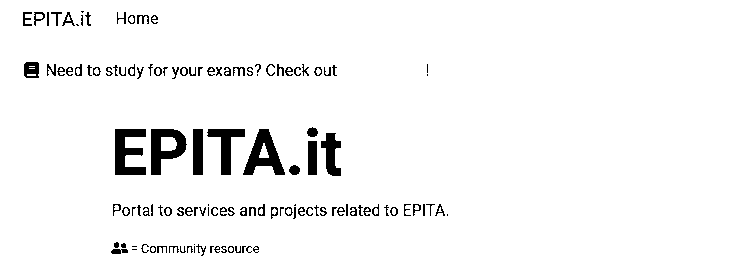 EPITA.it Home
Need to study for your exams? Check out !
EPITA.it
Portal to services and projects related to EPITA.
= Community resource